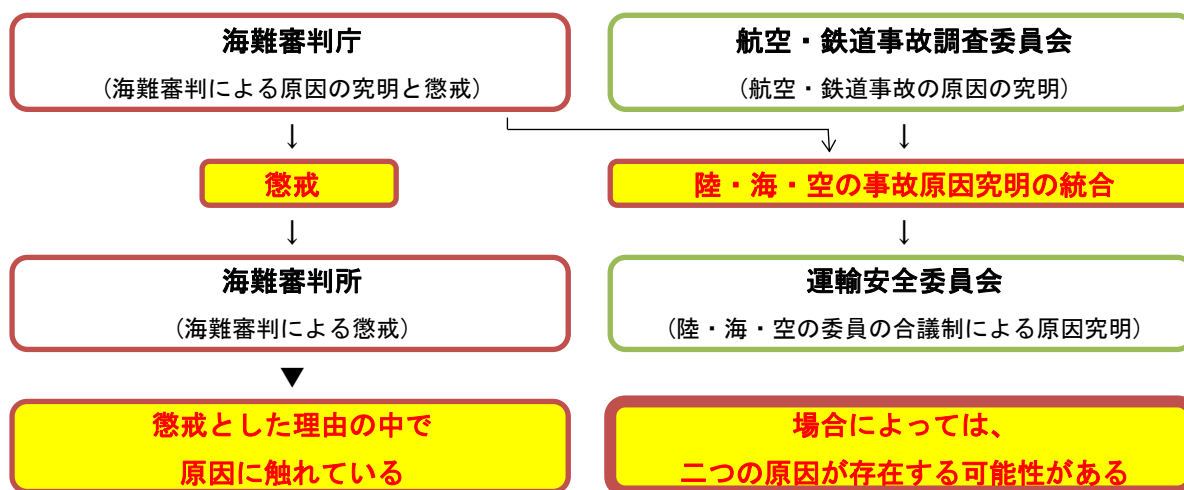 海難審判庁
(海難審判による原因の究明と懲戒)
航空・鉄道事故調査委員会
(航空・鉄道事故の原因の究明)
↓
↓
懲戒
陸・海・空の事故原因究明の統合
↓
↓
海難審判所
(海難審判による懲戒)
運輸安全委員会
(陸・海・空の委員の合議制による原因究明)
▼
懲戒とした理由の中で
原因に触れている
場合によっては、
二つの原因が存在する可能性がある